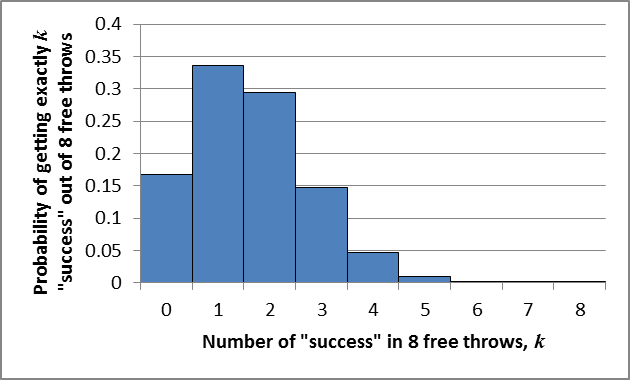 Probability of getting exactly k
"success" out of 8 free throws
0.4
0.35
0.3
0.25
0.2
0.15
0.1
0.05
0
0 1 2 3 4 5 6 7 8
Number of "success" in 8 free throws, k